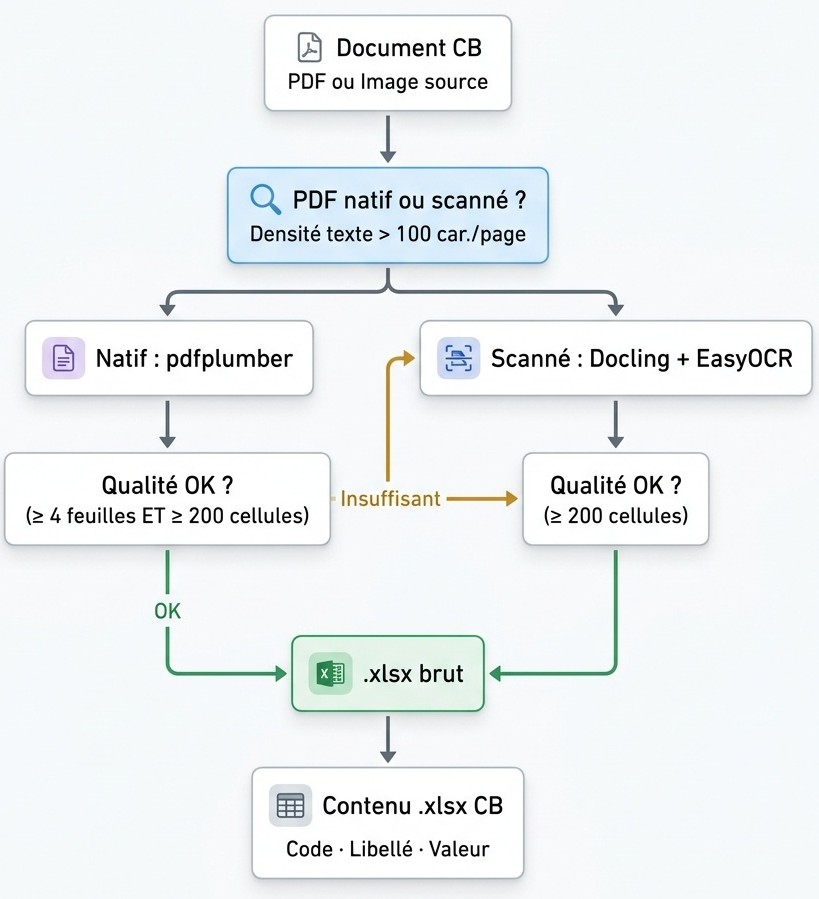 Document CB
PDF ou Image source
PDF natif ou scanné ?
Densité texte > 100 car./page
Natif : pdfplumber
Scanné : Docling + EasyOCR
Qualité OK ?
(≥ 4 feuilles ET ≥ 200 cellules)
Insuffisant
Qualité OK ?
(≥ 200 cellules)
OK
.xlsx brut
Contenu .xlsx CB
Code · Libellé · Valeur